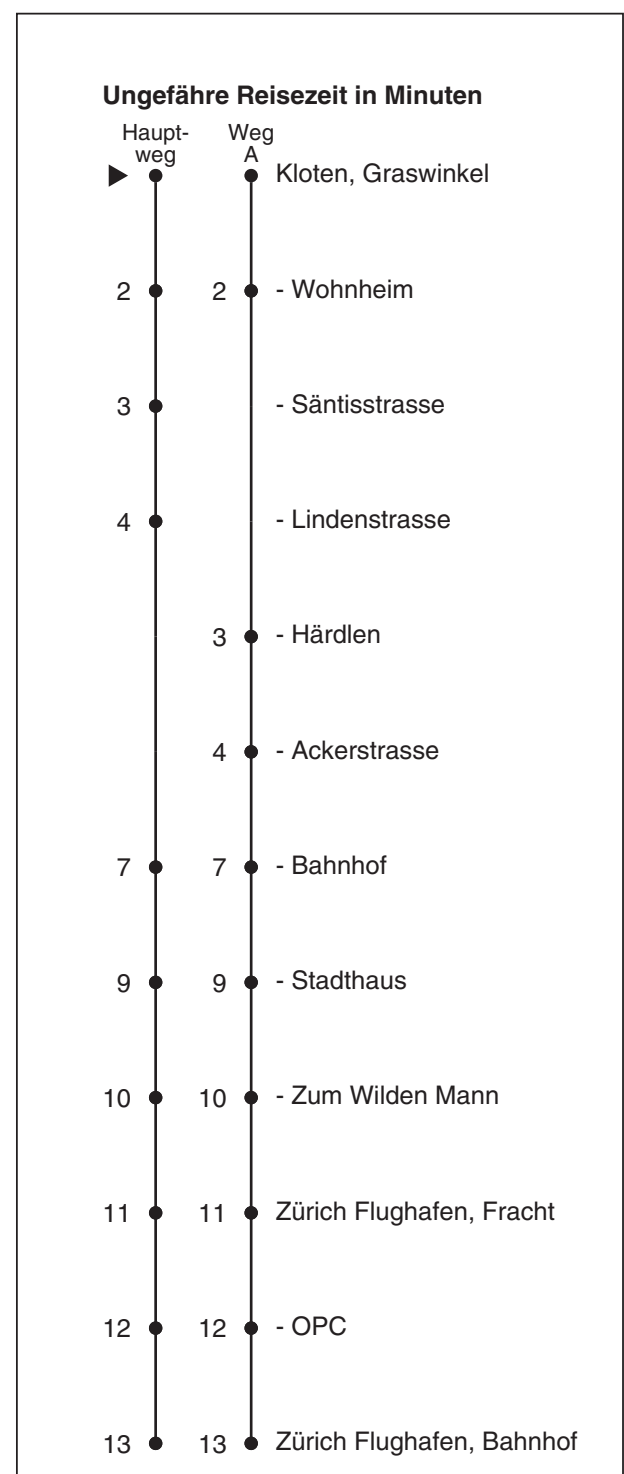 Ungefähre Reisezeit in Minuten
Haupt- Weg
weg A
Kloten, Graswinkel
2 2 - Wohnheim
3 - Säntisstrasse
4 - Lindenstrasse
3 - Härdlen
4 - Ackerstrasse
7 7 - Bahnhof
9 9 - Stadthaus
10 10 - Zum Wilden Mann
11 11 Zürich Flughafen, Fracht
12 12 - OPC
13 13 Zürich Flughafen, Bahnhof